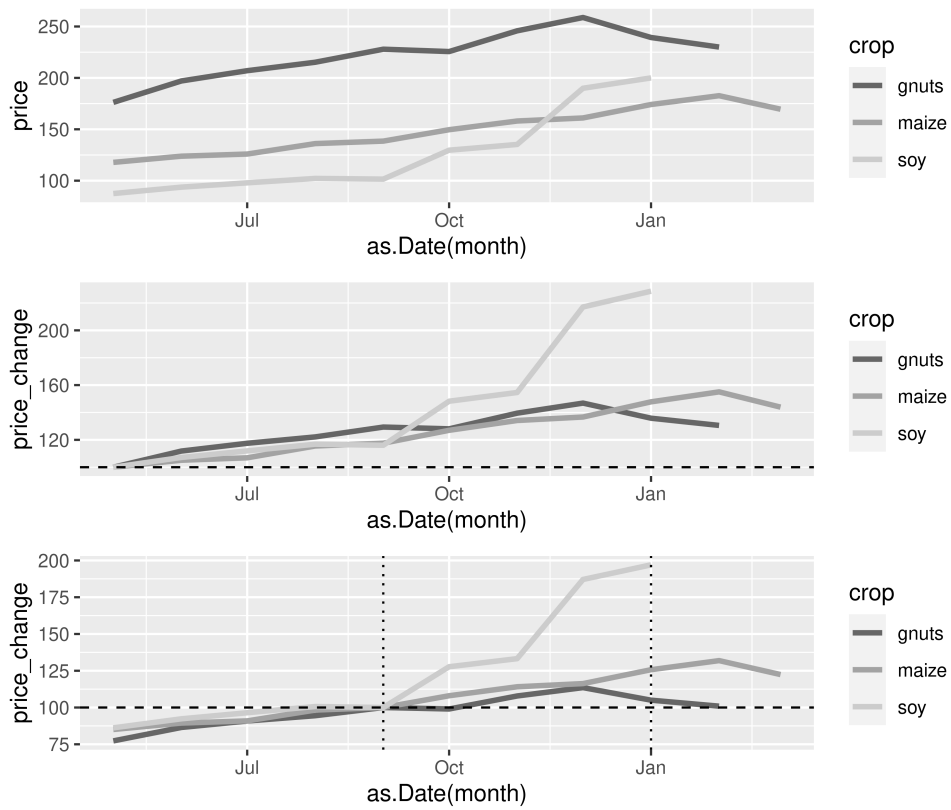 250
200
150
100
price
Jul Oct Jan
as.Date(month)
crop
gnuts
maize
soy
200
160
120
price_change
Jul Oct Jan
as.Date(month)
crop
gnuts
maize
soy
200
175
150
125
100
75
price_change
Jul Oct Jan
as.Date(month)
crop
gnuts
maize
soy